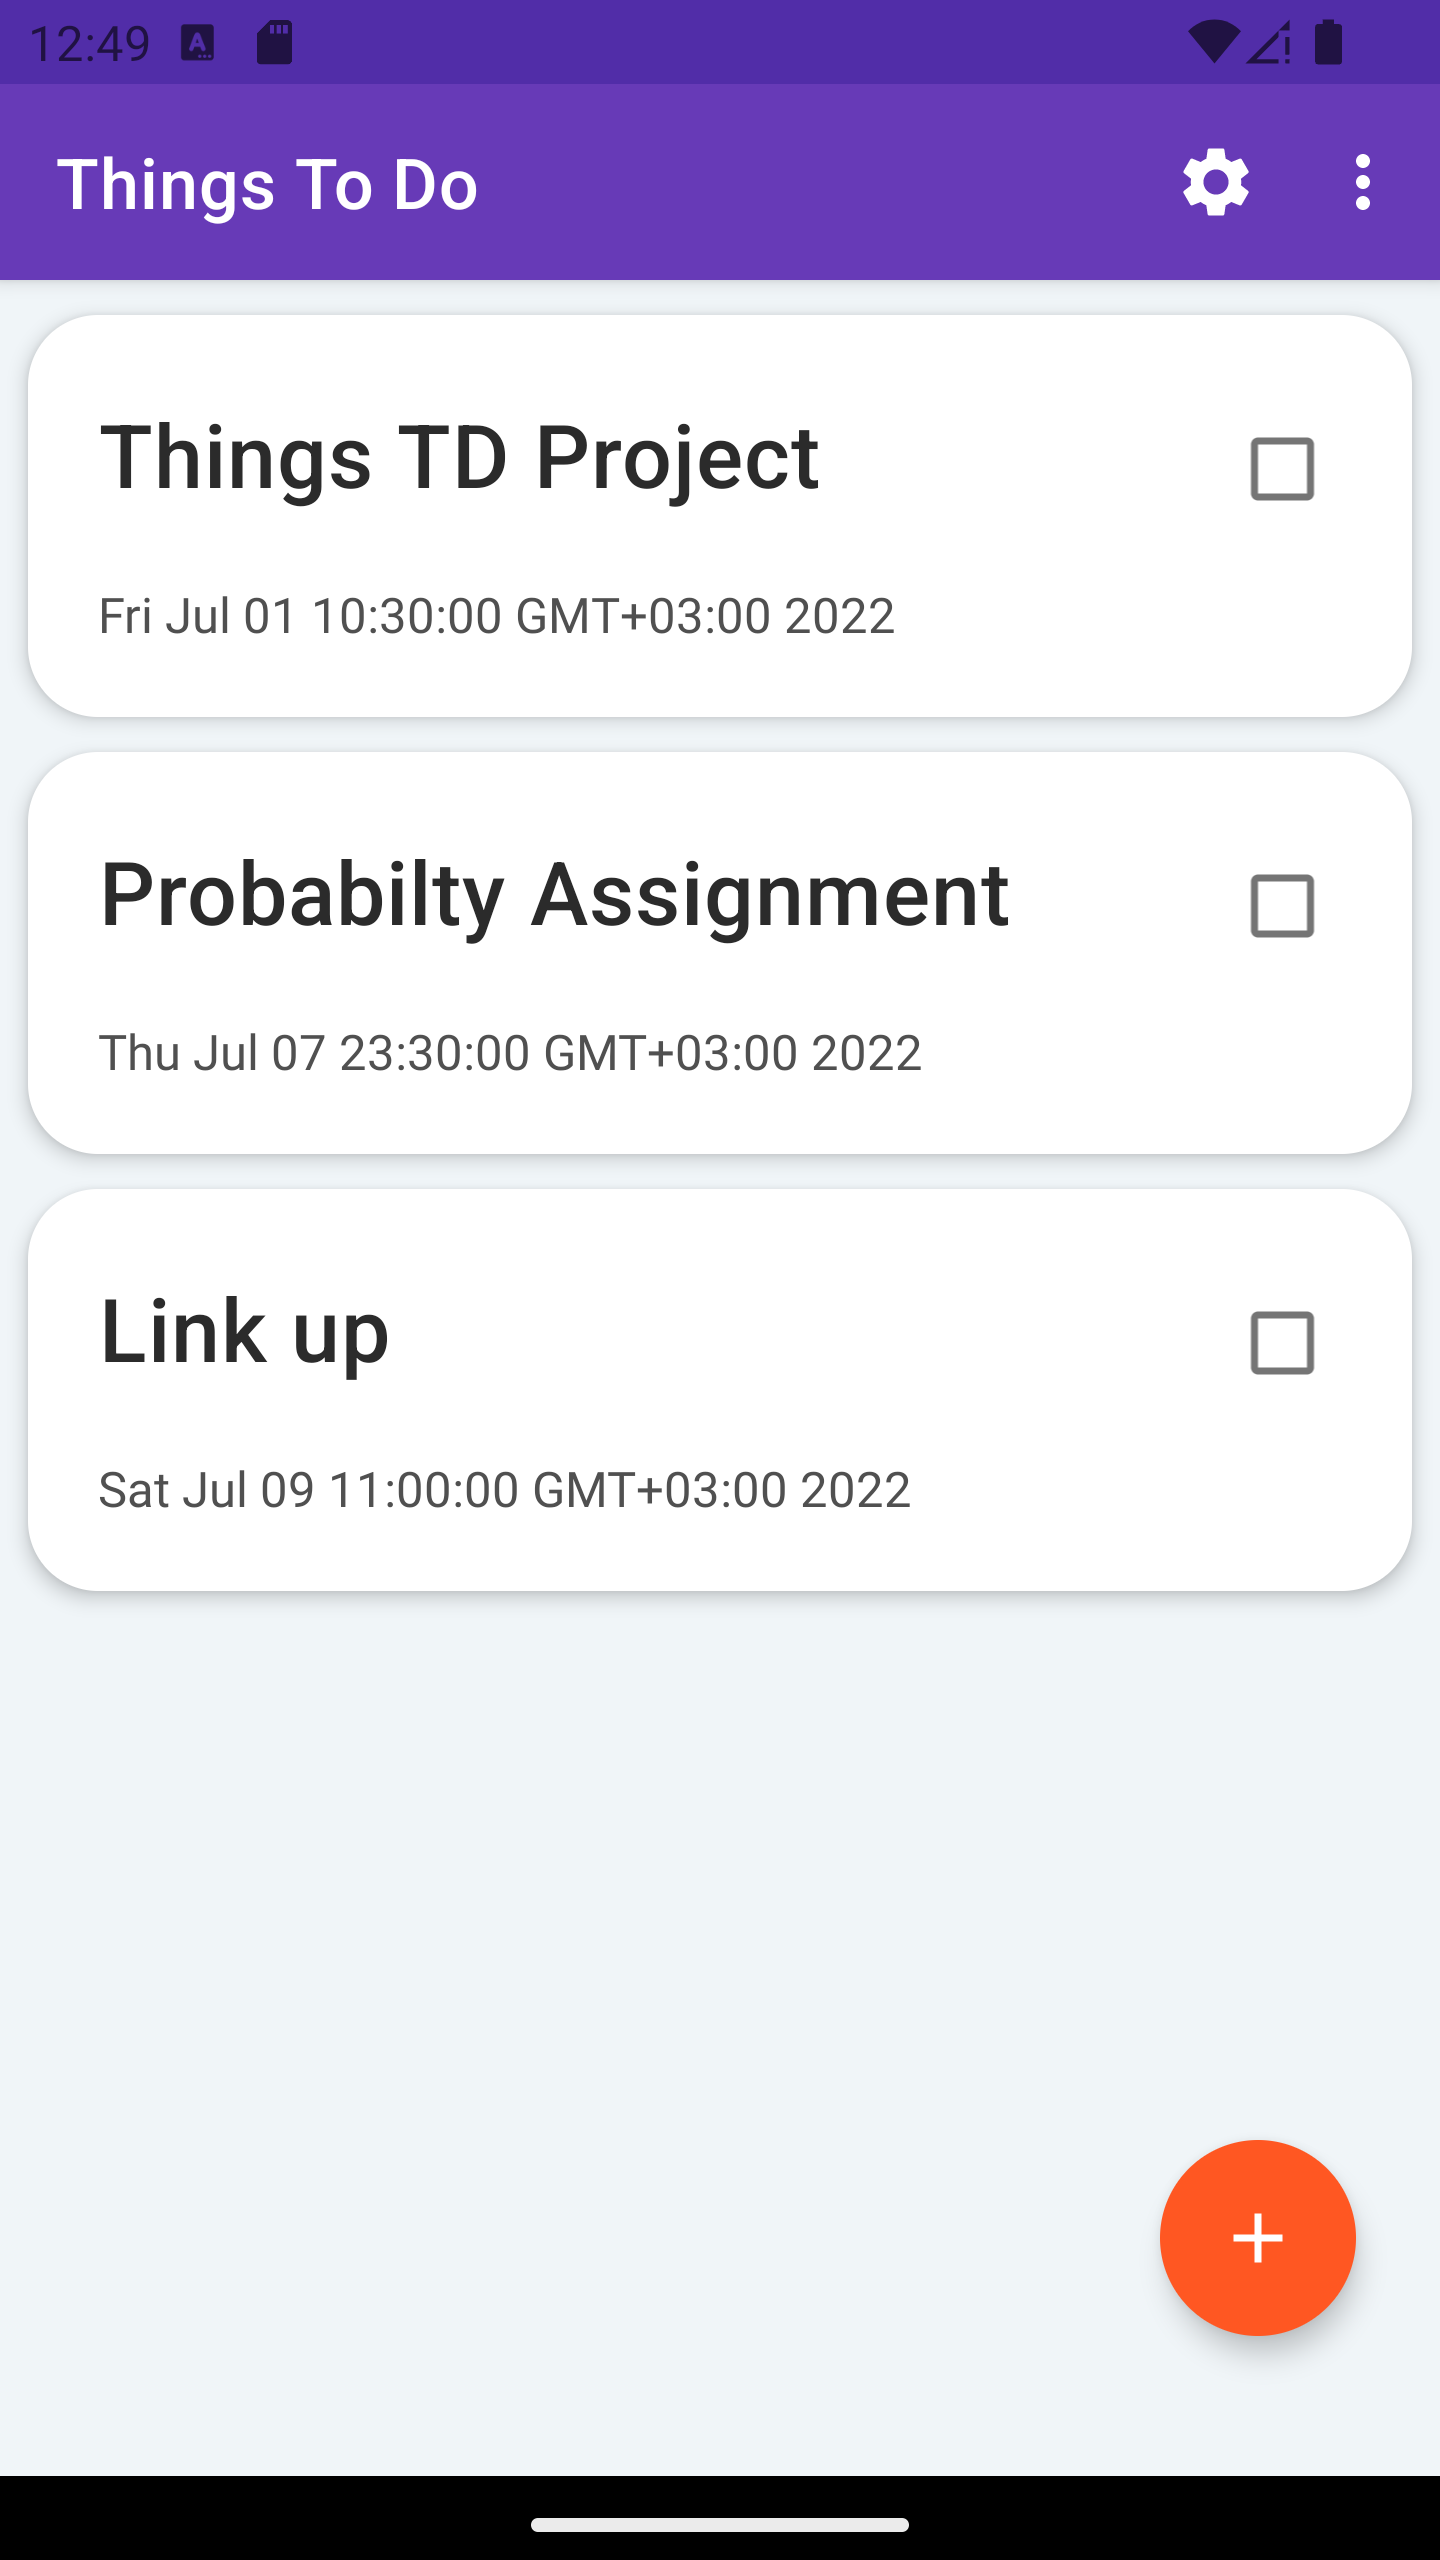 12:49
Things To Do
Things TD Project
Fri Jul 01 10:30:00 GMT+03:00 2022
Probabilty Assignment
Thu Jul 07 23:30:00 GMT+03:00 2022
Link up
Sat Jul 09 11:00:00 GMT+03:00 2022